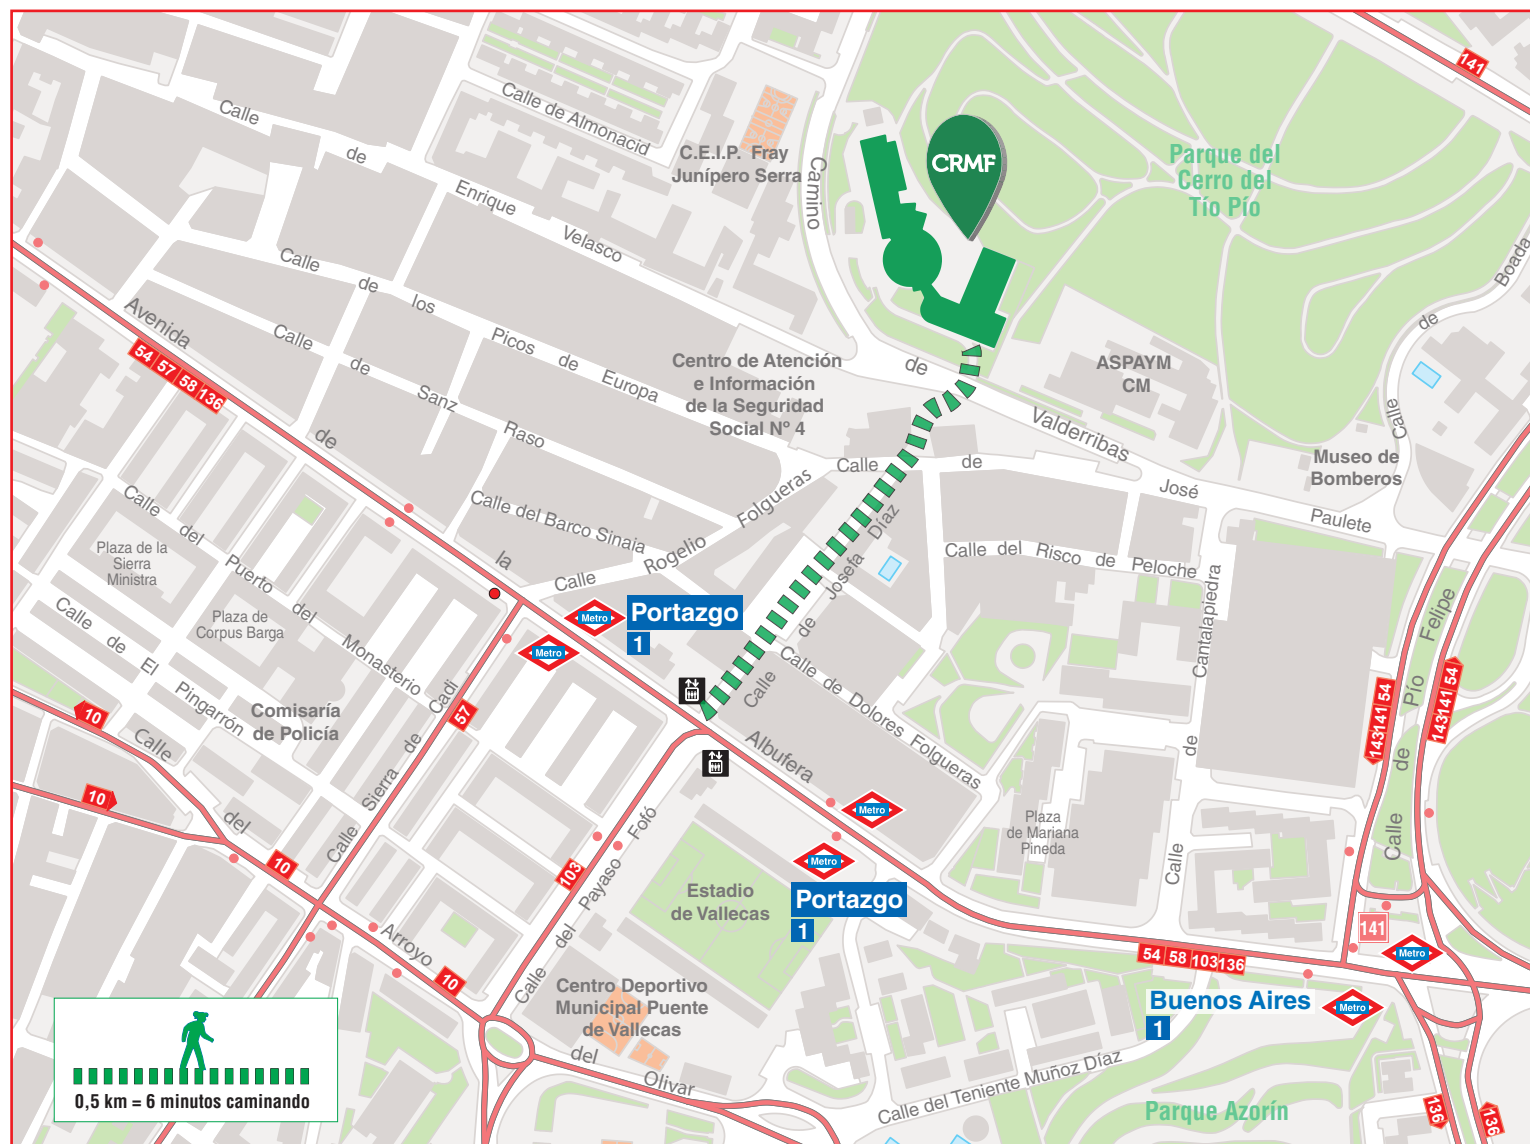 141
Calle de Almonacid
Calle
de
Enrique
Velasco
C.E.I.P. Fray
Junípero Serra
Camino
CRMF
Parque del
Cerro del
Tío Pío
Calle
de
Boada
Calle
de
los
Picos
de
Europa
Avenida
54 57 58 136
Calle
de
Sanz
Raso
Centro de Atención
e Información
de la Seguridad
Social Nº 4
de
Valderribas
ASPAYM
CM
Museo de
Bomberos
de
Calle
Calle
de
José
Paulete
Calle del Barco Sinaia
Calle
Rogelio
Folgueras
la
Calle
del
Puerto
del
Monasterio
Plaza de la
Sierra
Ministra
Plaza de
Corpus Barga
Calle
de
El
Pingarrón
Comisaría
de Policía
Metro
Portazgo
1
Metro
Calle
de
Josefa
Díaz
Calle del Risco de Peloche
Calle de Dolores Folgueras
Calle
de
Cantalapiedra
Calle
de
Pío
Felipe
143 141 54
143 141 54
Albufera
10
Calle
del
10
10
Calle
Sierra
de
Cadi
57
103
Calle
del
Payaso
Fofó
Metro
Metro
Portazgo
1
Plaza
de Mariana
Pineda
Estadio
de Vallecas
Arroyo
10
Centro Deportivo
Municipal Puente
de Vallecas
del
Olivar
54 58 103 136
141
Metro
Buenos Aires
1
Metro
Calle del Teniente Muñoz Díaz
Parque Azorín
136
136
0,5 km = 6 minutos caminando